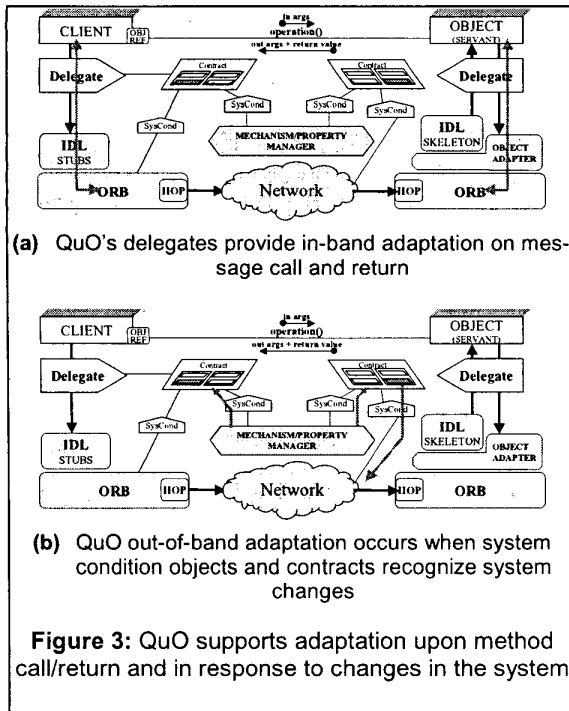 in args
CLIENT
OBJ REF
operation()
OBJECT
(SERVANT)
out args + return value
Delegate
Contract
Contract
Delegate
SysCond
SysCond
SysCond
SysCond
IDL
STUBS
MECHANISM/PROPERTY
MANAGER
IDL
SKELETON
OBJECT
ADAPTER
ORB
IIOP
Network
IIOP
ORB
(a) QuO's delegates provide in-band adaptation on mes-
sage call and return
in args
CLIENT
OBJ REF
operation()
OBJECT
(SERVANT)
out args + return value
Delegate
Contract
Contract
Delegate
SysCond
SysCond
SysCond
SysCond
IDL
STUBS
MECHANISM/PROPERTY
MANAGER
IDL
SKELETON
OBJECT
ADAPTER
ORB
IIOP
Network
IIOP
ORB
(b) QuO out-of-band adaptation occurs when system
condition objects and contracts recognize system
changes
Figure 3: QuO supports adaptation upon method
call/return and in response to changes in the system